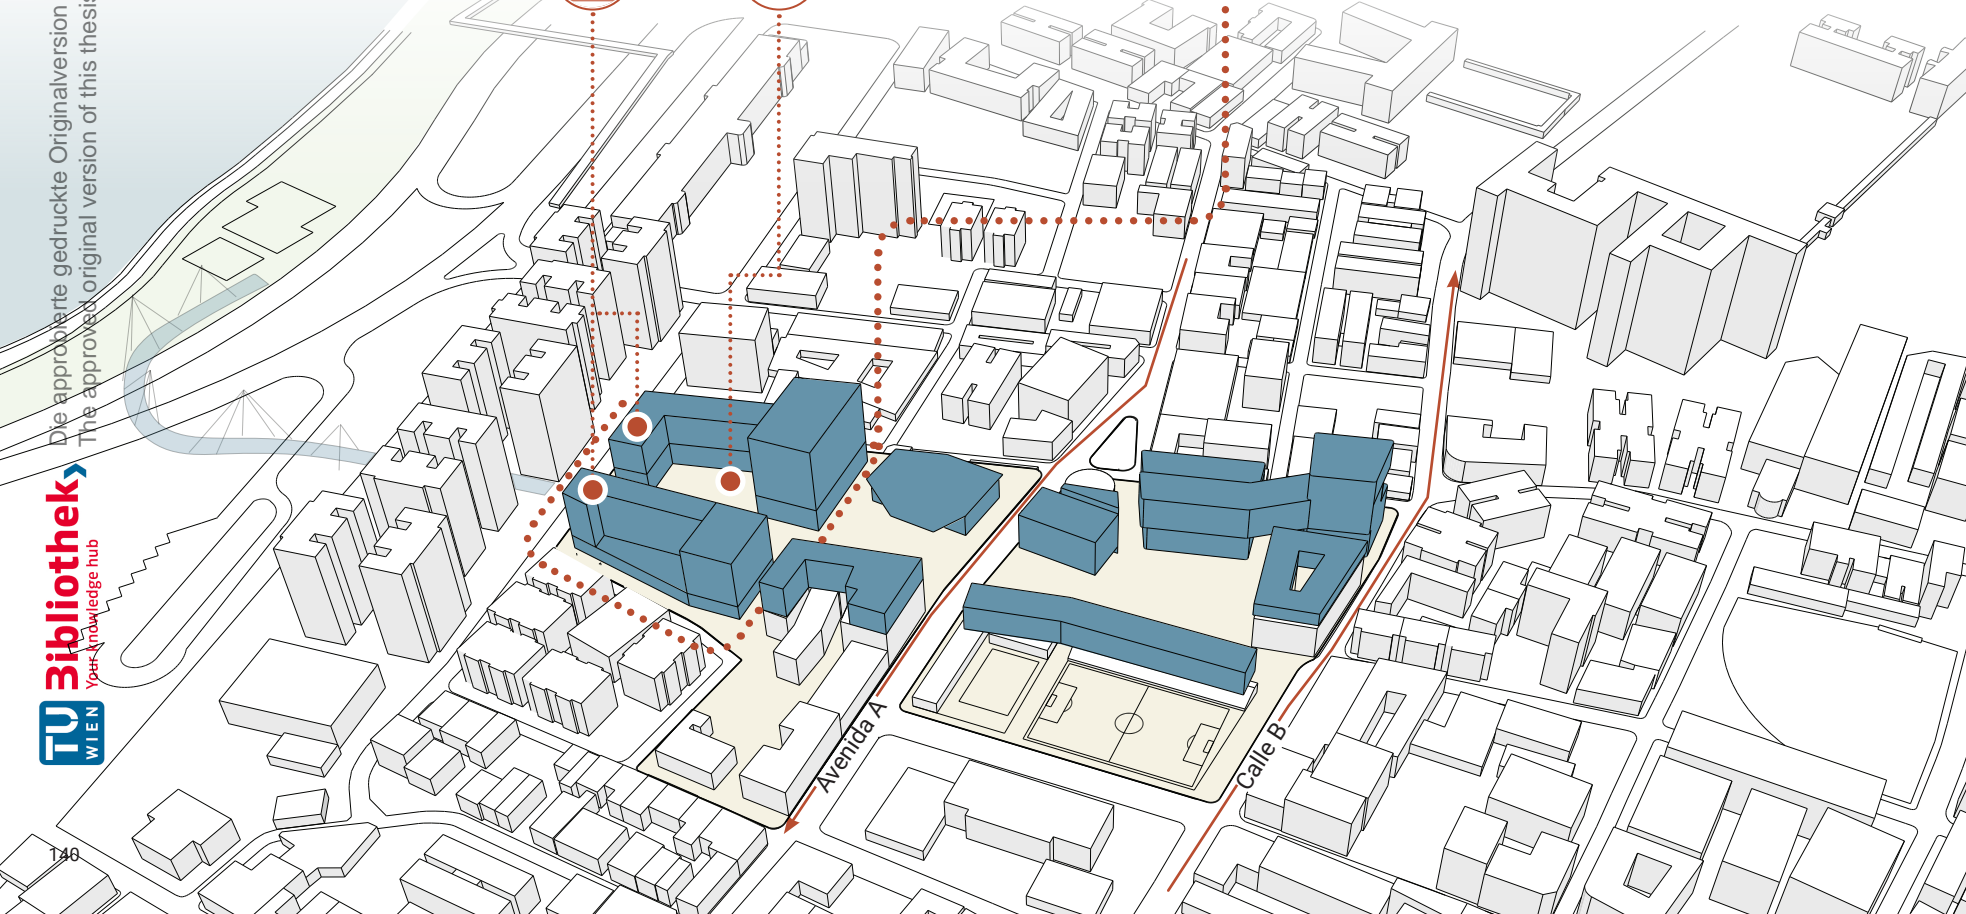 Die approbierte gedruckte Originalversion
The approved original version of this thesis
Bibliothek
Your knowledge hub
TU
WIEN
Avenida A
Calle B
140